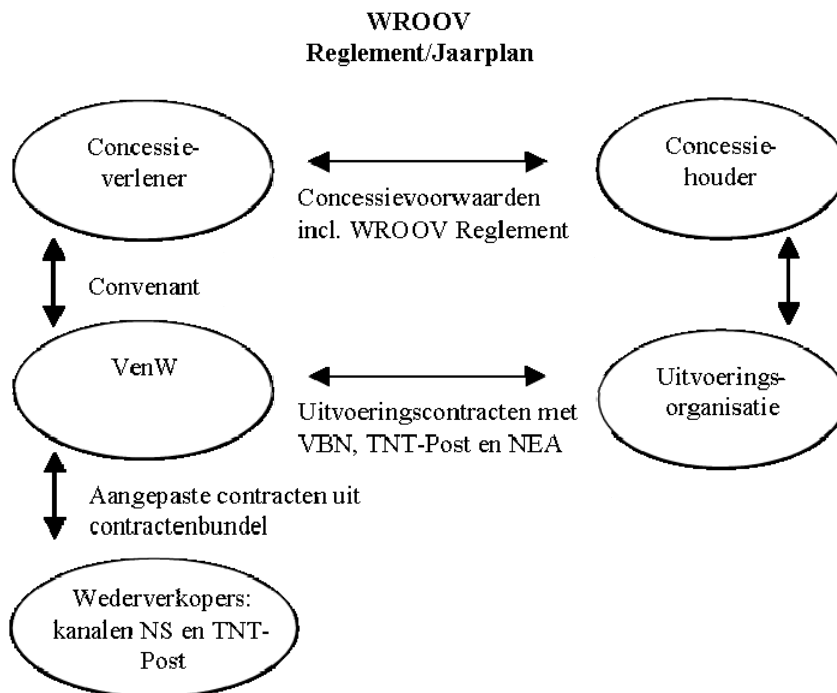 WROOV
Reglement/Jaarplan
Concessie-
verlener
Concessie-
houder
Concessievoorwaarden
incl. WROOV Reglement
Convenant
VenW
Uitvoerings-
organisatie
Uitvoeringscontracten met
VBN, TNT-Post en NEA
Aangepaste contracten uit
contractenbundel
Wederverkopers:
kanalen NS en TNT-
Post